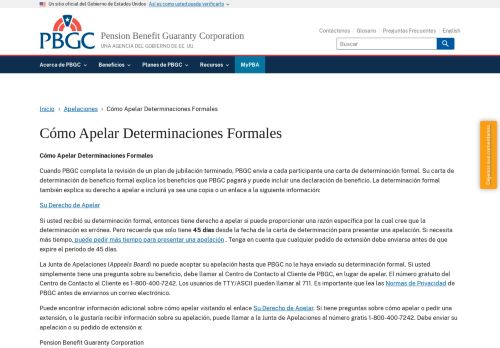 Un sitio oficial del Gobierno de Estados Unidos Así es como usted puede verificarlo
PBGC
Pension Benefit Guaranty Corporation
UNA AGENCIA DEL GOBIERNO DE EE. UU
Contáctenos Glosario Preguntas Frecuentes English
Buscar
Acerca de PBGC Beneficios Planes de PBGC Recursos MyPBA
Inicio › Apelaciones › Cómo Apelar Determinaciones Formales
Cómo Apelar Determinaciones Formales
Cómo Apelar Determinaciones Formales
Cuando PBGC completa la revisión de un plan de jubilación terminado, PBGC envía a cada participante una carta de determinación formal. Su carta de
determinación de beneficio formal explica los beneficios que PBGC pagará y puede incluir una declaración de beneficio. La determinación formal
también explica su derecho a apelar e incluirá ya sea una copia o un enlace a la siguiente información:
Su Derecho de Apelar
Si usted recibió su determinación formal, entonces tiene derecho a apelar si puede proporcionar una razón específica por la cual cree que la
determinación es errónea. Pero recuerde que solo tiene 45 días desde la fecha de la carta de determinación para presentar una apelación. Si necesita
más tiempo, puede pedir más tiempo para presentar una apelación . Tenga en cuenta que cualquier pedido de extensión debe enviarse antes de que
expire el período de 45 días.
La Junta de Apelaciones (Appeals Board) no puede aceptar su apelación hasta que PBGC no le haya enviado su determinación formal. Si usted
simplemente tiene una pregunta sobre su beneficio, debe llamar al Centro de Contacto al Cliente de PBGC, en lugar de apelar. El número gratuito del
Centro de Contacto al Cliente es 1-800-400-7242. Los usuarios de TTY/ASCII pueden llamar al 711. Es importante que lea las Normas de Privacidad de
PBGC antes de enviarnos un correo electrónico.
Puede encontrar información adicional sobre cómo apelar visitando el enlace Su Derecho de Apelar. Si tiene preguntas sobre cómo apelar o pedir una
extensión, o le gustaría recibir información sobre su apelación, puede llamar a la Junta de Apelaciones al número gratis 1-800-400-7242. Debe enviar su
apelación o su pedido de extensión a:
Pension Benefit Guaranty Corporation